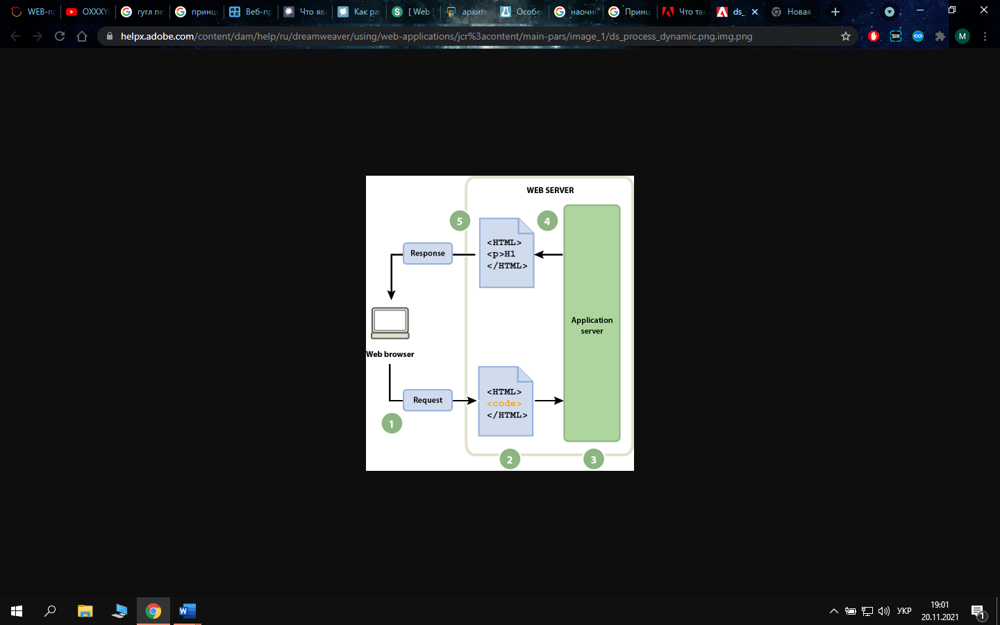 WEB-п
OXXXY
гугл пе
принц
Веб-пр
Что яв
Как ра
[ Web
архите
Особе
наочн
Принц
Что та
ds_
Новая
helpx.adobe.com/content/dam/help/ru/dreamweaver/using/web-applications/jcr%3acontent/main-pars/image_1/ds_process_dynamic.png.img.png
M
WEB SERVER
5
4
<HTML>
<p>H1
</HTML>
Response
Application
server
Web browser
<HTML>
<code>
</HTML>
Request
1
2
3
УКР
19:01
20.11.2021
1